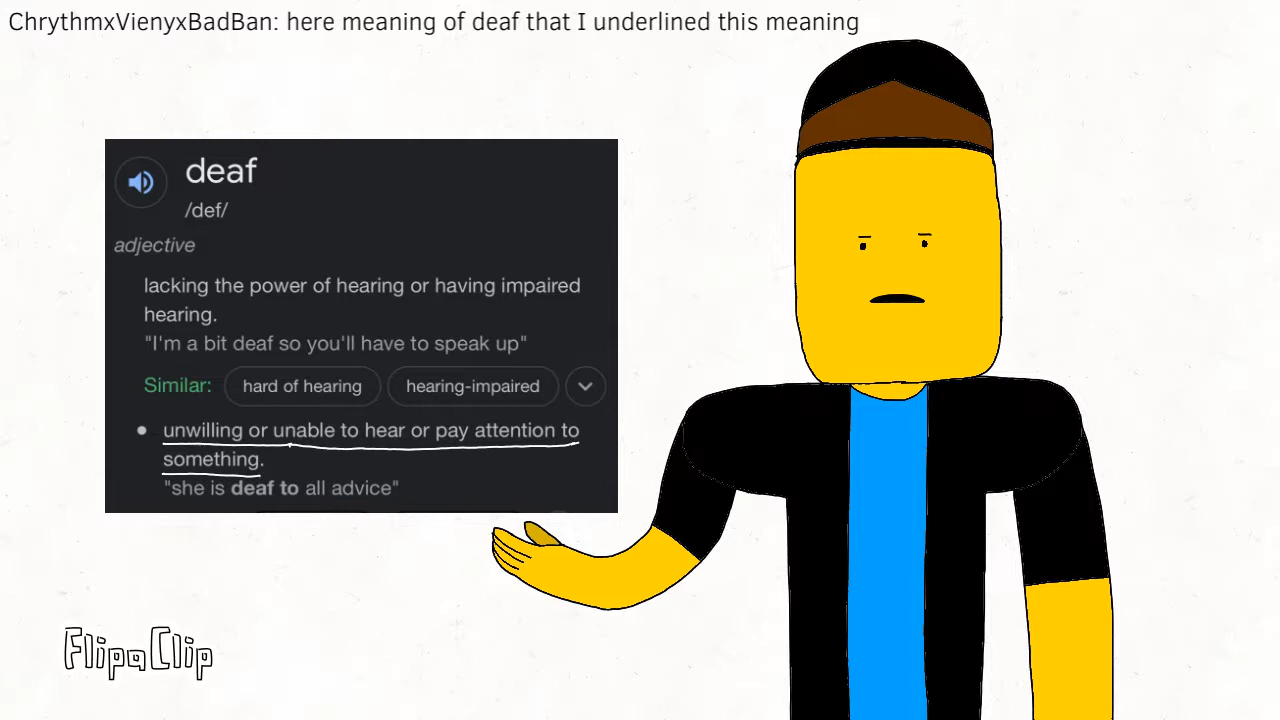 ChrythmxVienyxBadBan: here meaning of deaf that I underlined this meaning
deaf
/def/
adjective
lacking the power of hearing or having impaired
hearing.
"I'm a bit deaf so you'll have to speak up"
Similar: hard of hearing hearing-impaired
unwilling or unable to hear or pay attention to
something.
"she is deaf to all advice"
FlipaClip